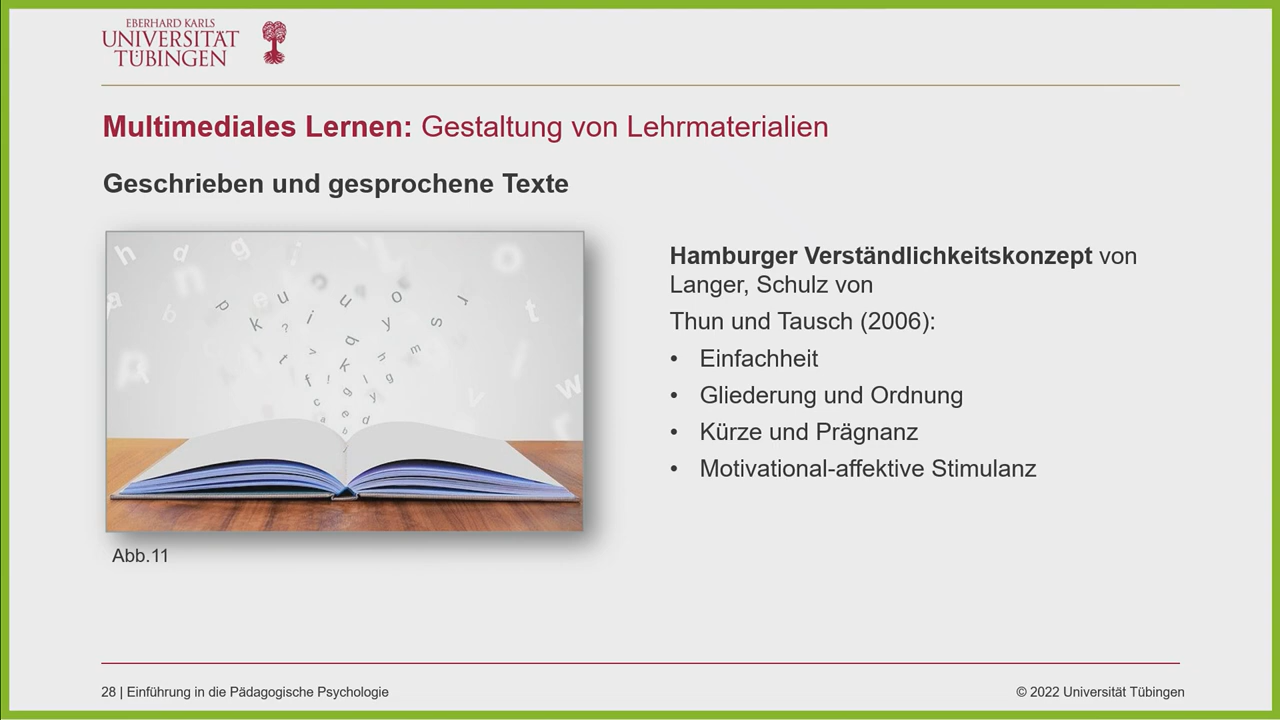 EBERHARD KARLS
UNIVERSITÄT
TÜBINGEN
Multimediales Lernen: Gestaltung von Lehrmaterialien
Geschrieben und gesprochene Texte
Hamburger Verständlichkeitskonzept von
Langer, Schulz von
Thun und Tausch (2006):
• Einfachheit
• Gliederung und Ordnung
• Kürze und Prägnanz
• Motivational-affektive Stimulanz
Abb.11
28 | Einführung in die Pädagogische Psychologie
© 2022 Universität Tübingen